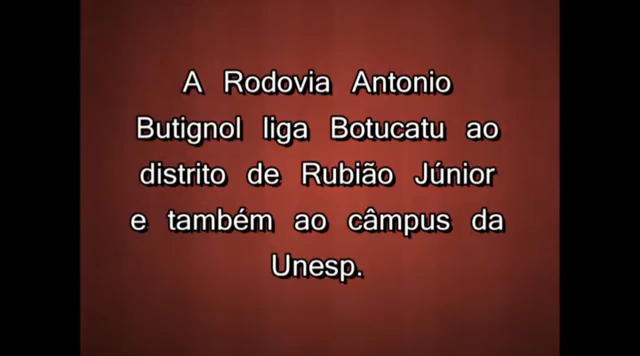 A Rodovia Antonio
Butignol liga Botucatu ao
distrito de Rubião Júnior
e também ao câmpus da
Unesp.